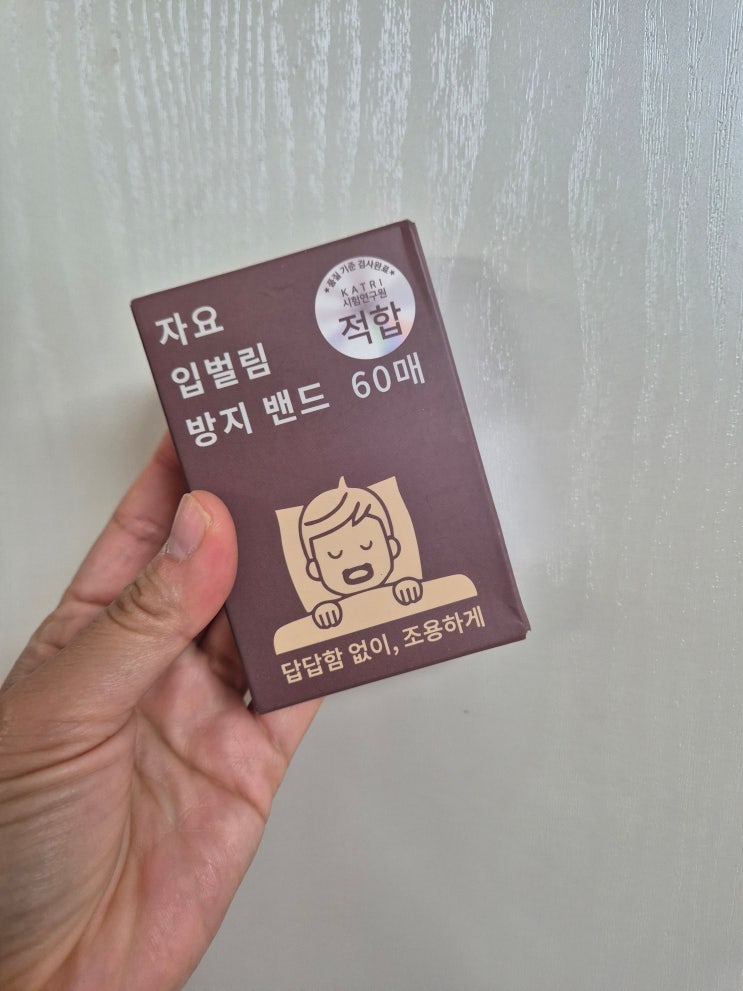 자요
입벌림
방지 밴드 60매
*품질 기준 검사완료*
KATRI
시험연구원
적합
답답함 없이, 조용하게